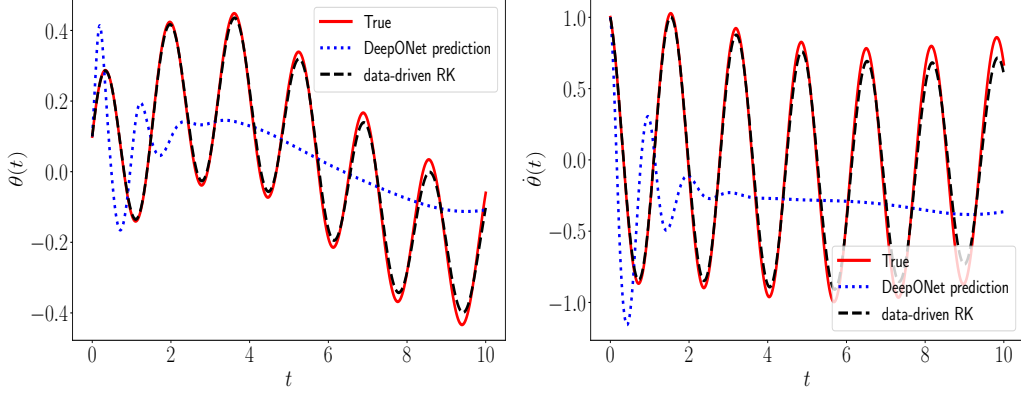 True
DeepONet prediction
data-driven RK
0.4
0.2
0.0
−0.2
−0.4
θ(t)
0
2
4
6
8
10
t
1.0
0.5
0.0
−0.5
−1.0
θ̇(t)
True
DeepONet prediction
data-driven RK
0
2
4
6
8
10
t